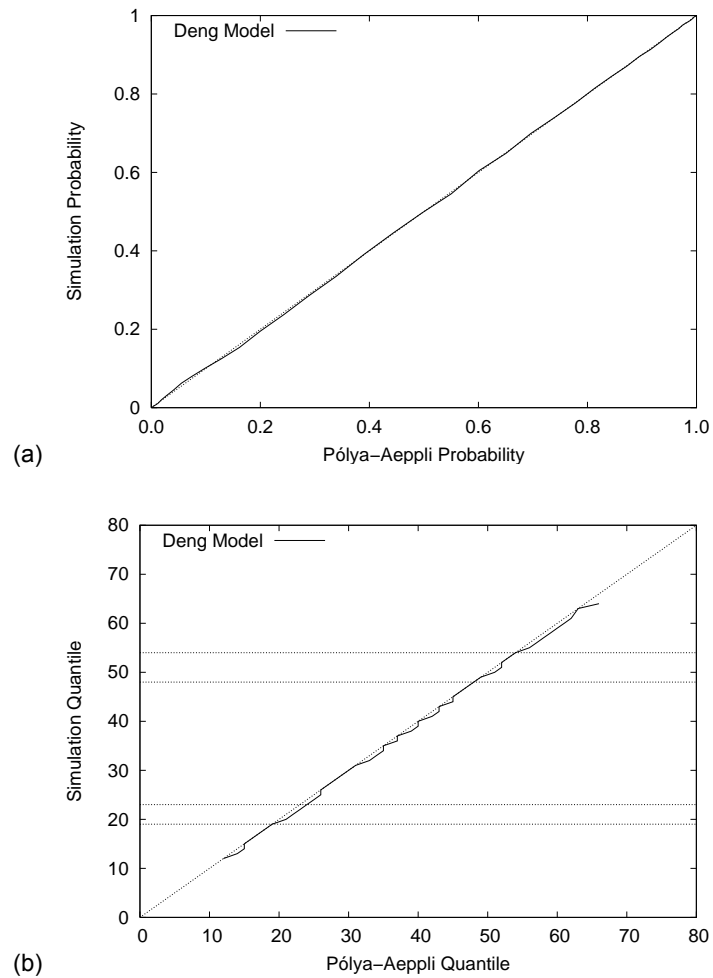 1
0.8
0.6
0.4
0.2
0
Deng Model
Simulation Probability
0.0 0.2 0.4 0.6 0.8 1.0
Pólya−Aeppli Probability
(a)
80
70
60
50
40
30
20
10
0
Deng Model
Simulation Quantile
0 10 20 30 40 50 60 70 80
Pólya−Aeppli Quantile
(b)